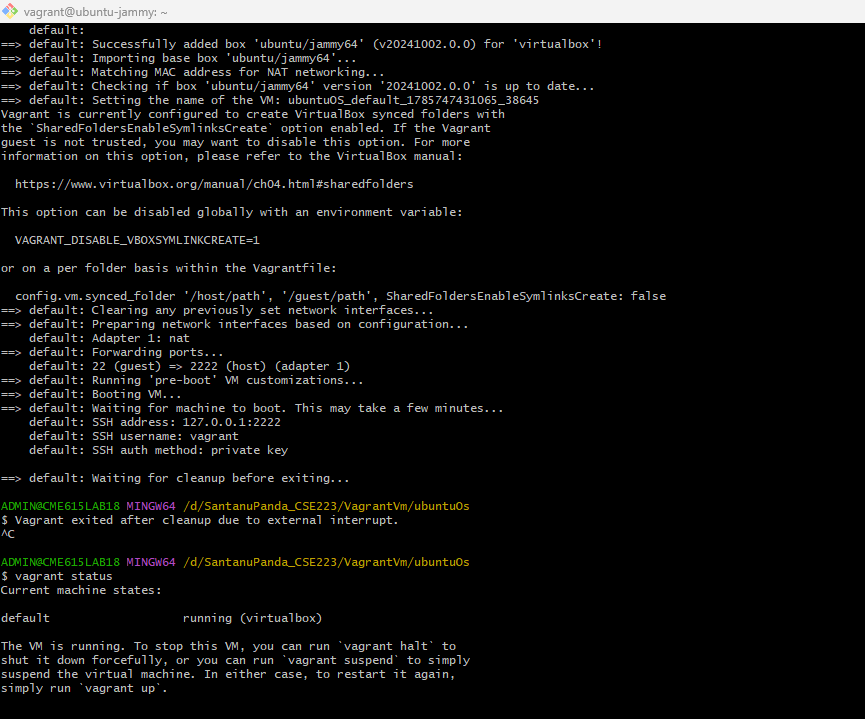 vagrant@ubuntu-jammy: ~
default:
==> default: Successfully added box 'ubuntu/jammy64' (v20241002.0.0) for 'virtualbox'!
==> default: Importing base box 'ubuntu/jammy64'...
==> default: Matching MAC address for NAT networking...
==> default: Checking if box 'ubuntu/jammy64' version '20241002.0.0' is up to date...
==> default: Setting the name of the VM: ubuntuOS_default_1785747431065_38645
Vagrant is currently configured to create VirtualBox synced folders with
the `SharedFoldersEnableSymlinksCreate` option enabled. If the Vagrant
guest is not trusted, you may want to disable this option. For more
information on this option, please refer to the VirtualBox manual:
https://www.virtualbox.org/manual/ch04.html#sharedfolders
This option can be disabled globally with an environment variable:
VAGRANT_DISABLE_VBOXSYMLINKCREATE=1
or on a per folder basis within the Vagrantfile:
config.vm.synced_folder '/host/path', '/guest/path', SharedFoldersEnableSymlinksCreate: false
==> default: Clearing any previously set network interfaces...
==> default: Preparing network interfaces based on configuration...
default: Adapter 1: nat
==> default: Forwarding ports...
default: 22 (guest) => 2222 (host) (adapter 1)
==> default: Running 'pre-boot' VM customizations...
==> default: Booting VM...
==> default: Waiting for machine to boot. This may take a few minutes...
default: SSH address: 127.0.0.1:2222
default: SSH username: vagrant
default: SSH auth method: private key
==> default: Waiting for cleanup before exiting...
ADMIN@CME615LAB18 MINGW64 /d/SantanuPanda_CSE223/VagrantVm/ubuntuOs
$ Vagrant exited after cleanup due to external interrupt.
^C
ADMIN@CME615LAB18 MINGW64 /d/SantanuPanda_CSE223/VagrantVm/ubuntuOs
$ vagrant status
Current machine states:
default running (virtualbox)
The VM is running. To stop this VM, you can run `vagrant halt` to
shut it down forcefully, or you can run `vagrant suspend` to simply
suspend the virtual machine. In either case, to restart it again,
simply run `vagrant up`.